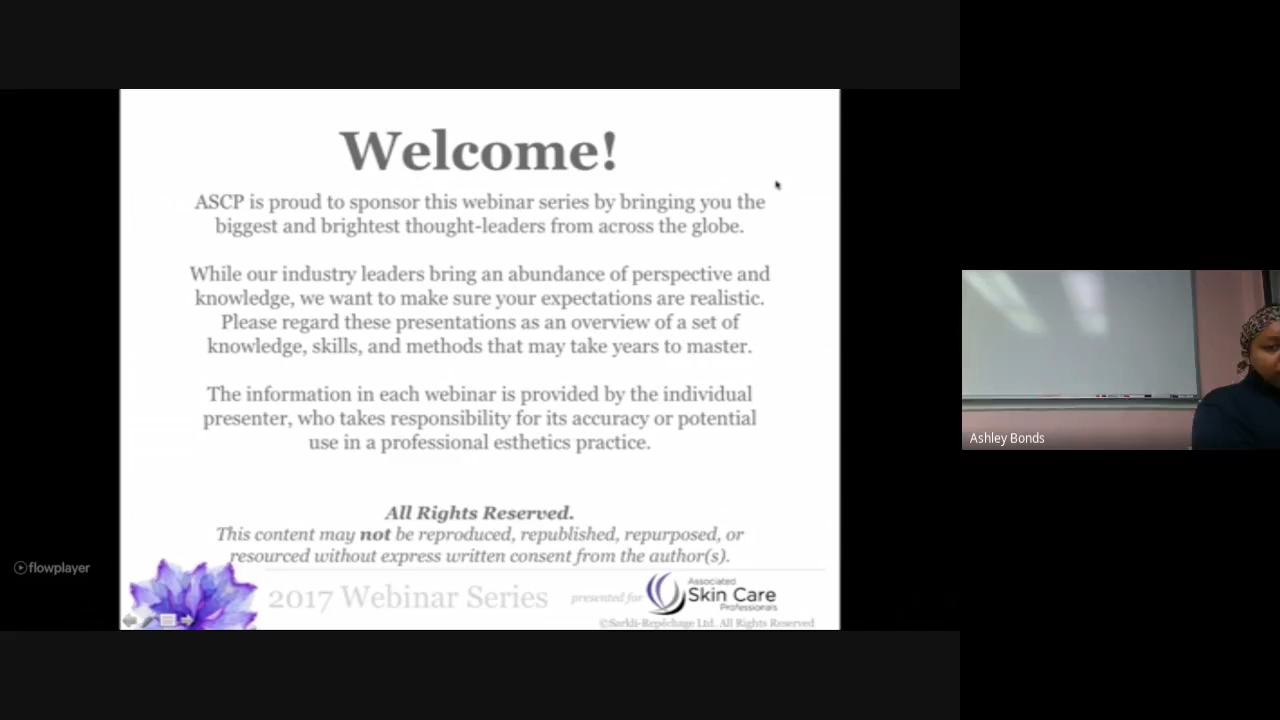 Welcome!
ASCP is proud to sponsor this webinar series by bringing you the
biggest and brightest thought-leaders from across the globe.
While our industry leaders bring an abundance of perspective and
knowledge, we want to make sure your expectations are realistic.
Please regard these presentations as an overview of a set of
knowledge, skills, and methods that may take years to master.
The information in each webinar is provided by the individual
presenter, who takes responsibility for its accuracy or potential
use in a professional esthetics practice.
All Rights Reserved.
This content may not be reproduced, republished, repurposed, or
resourced without express written consent from the author(s).
flowplayer
2017 Webinar Series
presented for
Associated
Skin Care
Professionals
©Sarkli-Repêchage Ltd. All Rights Reserved
Ashley Bonds